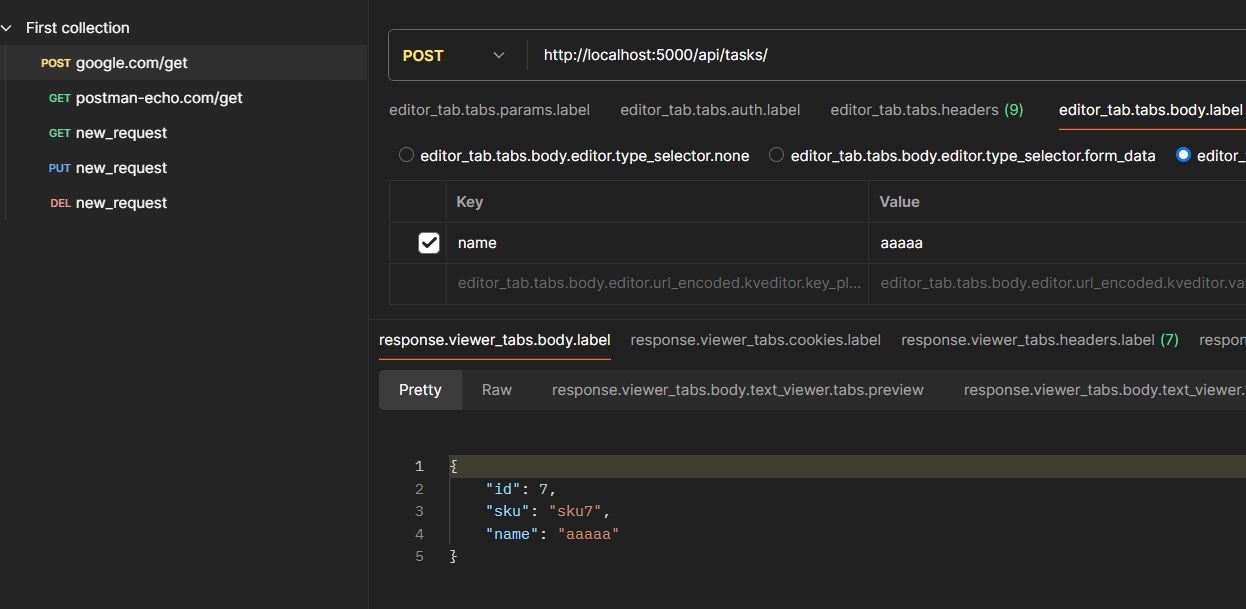 First collection
POST google.com/get
GET postman-echo.com/get
GET new_request
PUT new_request
DEL new_request
POST http://localhost:5000/api/tasks/
editor_tab.tabs.params.label editor_tab.tabs.auth.label editor_tab.tabs.headers (9) editor_tab.tabs.body.label
editor_tab.tabs.body.editor.type_selector.none editor_tab.tabs.body.editor.type_selector.form_data editor_
Key Value
name aaaaa
editor_tab.tabs.body.editor.url_encoded.kveditor.key_pl... editor_tab.tabs.body.editor.url_encoded.kveditor.va
response.viewer_tabs.body.label response.viewer_tabs.cookies.label response.viewer_tabs.headers.label (7) respon
Pretty Raw response.viewer_tabs.body.text_viewer.tabs.preview response.viewer_tabs.body.text_viewer.
1 {
2 "id": 7,
3 "sku": "sku7",
4 "name": "aaaaa"
5 }